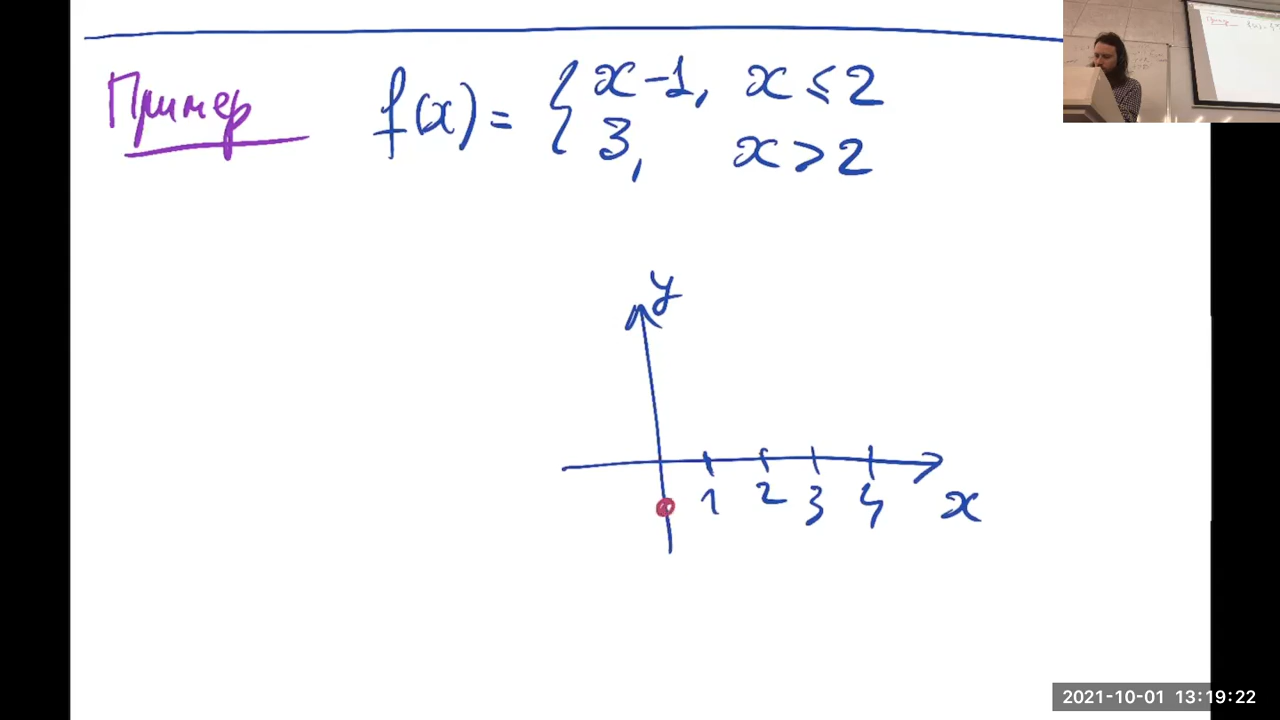 Пример
f(x) = { x-1, x ≤ 2
3, x > 2
y
1 2 3 4 x
2021-10-01 13:19:22